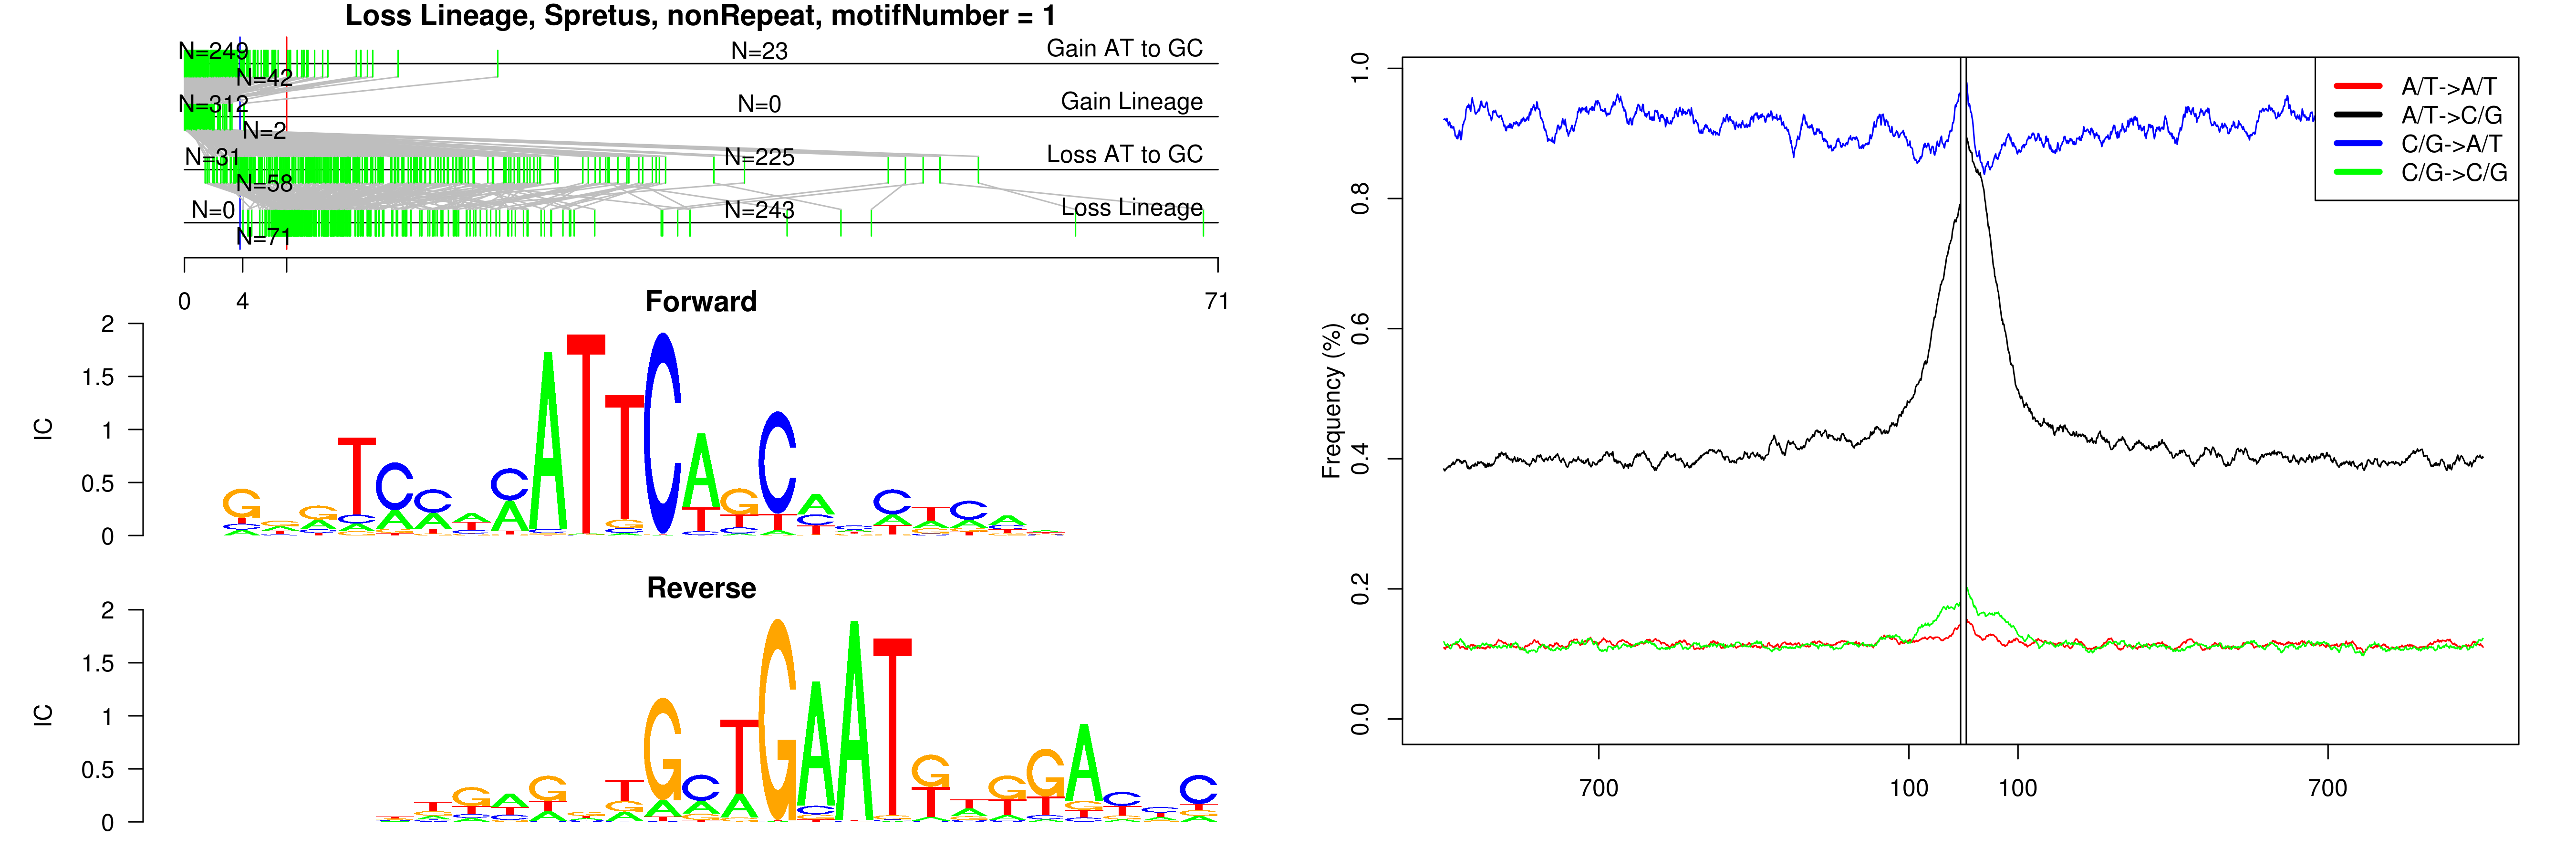 Loss Lineage, Spretus, nonRepeat, motifNumber = 1
N=249 N=23 Gain AT to GC
N=42
N=312 N=0 Gain Lineage
N=2
N=31 N=225 Loss AT to GC
N=58
N=0 N=243 Loss Lineage
N=71
0 4 71
Forward
IC
2
1.5
1
0.5
0
Reverse
IC
2
1.5
1
0.5
0
Frequency (%)
1.0
0.8
0.6
0.4
0.2
0.0
700 100 100 700
A/T->A/T
A/T->C/G
C/G->A/T
C/G->C/G